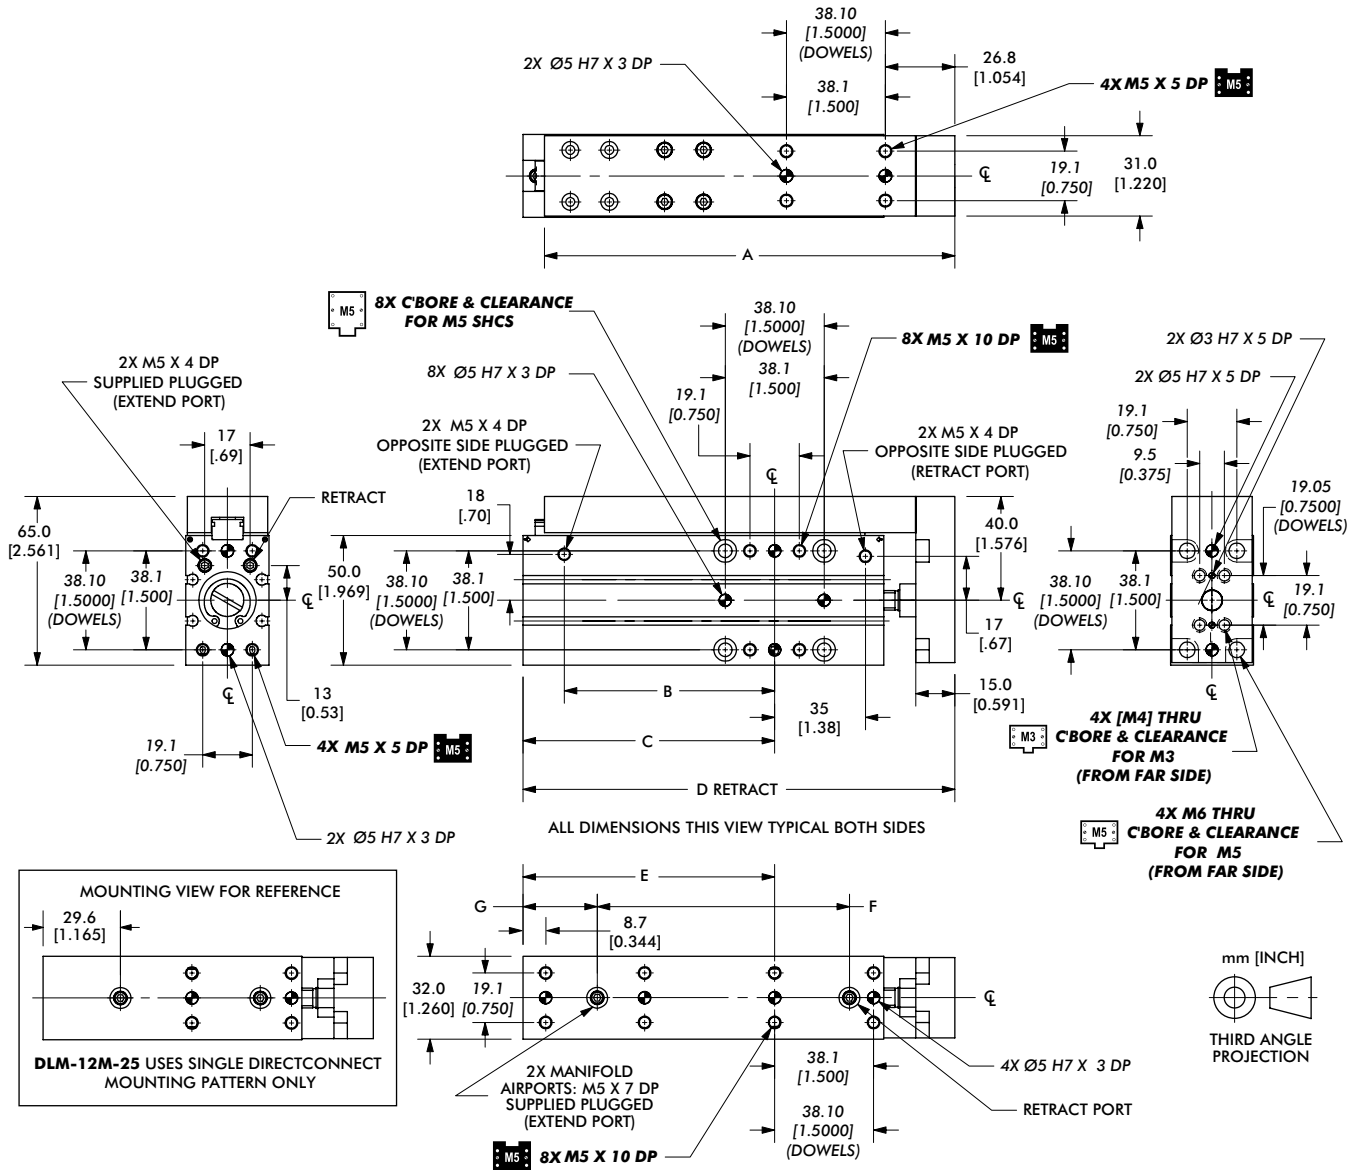 38.10
[1.5000]
(DOWELS)
2X Ø5 H7 X 3 DP
38.1
[1.500]
26.8
[1.054]
4X M5 X 5 DP
M5
19.1
[0.750]
31.0
[1.220]
℄
A
M5
8X C'BORE & CLEARANCE
FOR M5 SHCS
38.10
[1.5000]
(DOWELS)
38.1
[1.500]
8X M5 X 10 DP
M5
2X Ø3 H7 X 5 DP
2X M5 X 4 DP
SUPPLIED PLUGGED
(EXTEND PORT)
8X Ø5 H7 X 3 DP
19.1
[0.750]
2X Ø5 H7 X 5 DP
17
[.69]
2X M5 X 4 DP
OPPOSITE SIDE PLUGGED
(EXTEND PORT)
2X M5 X 4 DP
OPPOSITE SIDE PLUGGED
(RETRACT PORT)
19.1
[0.750]
9.5
[0.375]
℄
RETRACT
18
[.70]
19.05
[0.7500]
(DOWELS)
65.0
[2.561]
40.0
[1.576]
38.10
[1.5000]
(DOWELS)
38.1
[1.500]
℄
50.0
[1.969]
38.10
[1.5000]
(DOWELS)
38.1
[1.500]
℄
17
[.67]
38.10
[1.5000]
(DOWELS)
38.1
[1.500]
℄
19.1
[0.750]
℄
℄
13
[0.53]
B
35
[1.38]
15.0
[0.591]
19.1
[0.750]
4X M5 X 5 DP
M5
C
M3
4X [M4] THRU
C'BORE & CLEARANCE
FOR M3
(FROM FAR SIDE)
D RETRACT
2X Ø5 H7 X 3 DP
ALL DIMENSIONS THIS VIEW TYPICAL BOTH SIDES
M5
4X M6 THRU
C'BORE & CLEARANCE
FOR M5
(FROM FAR SIDE)
MOUNTING VIEW FOR REFERENCE
29.6
[1.165]
DLM-12M-25 USES SINGLE DIRECTCONNECT
MOUNTING PATTERN ONLY
E
G
F
8.7
[0.344]
32.0
[1.260]
19.1
[0.750]
℄
38.1
[1.500]
38.10
[1.5000]
(DOWELS)
4X Ø5 H7 X 3 DP
RETRACT PORT
2X MANIFOLD
AIRPORTS: M5 X 7 DP
SUPPLIED PLUGGED
(EXTEND PORT)
M5
8X M5 X 10 DP
mm [INCH]
THIRD ANGLE
PROJECTION